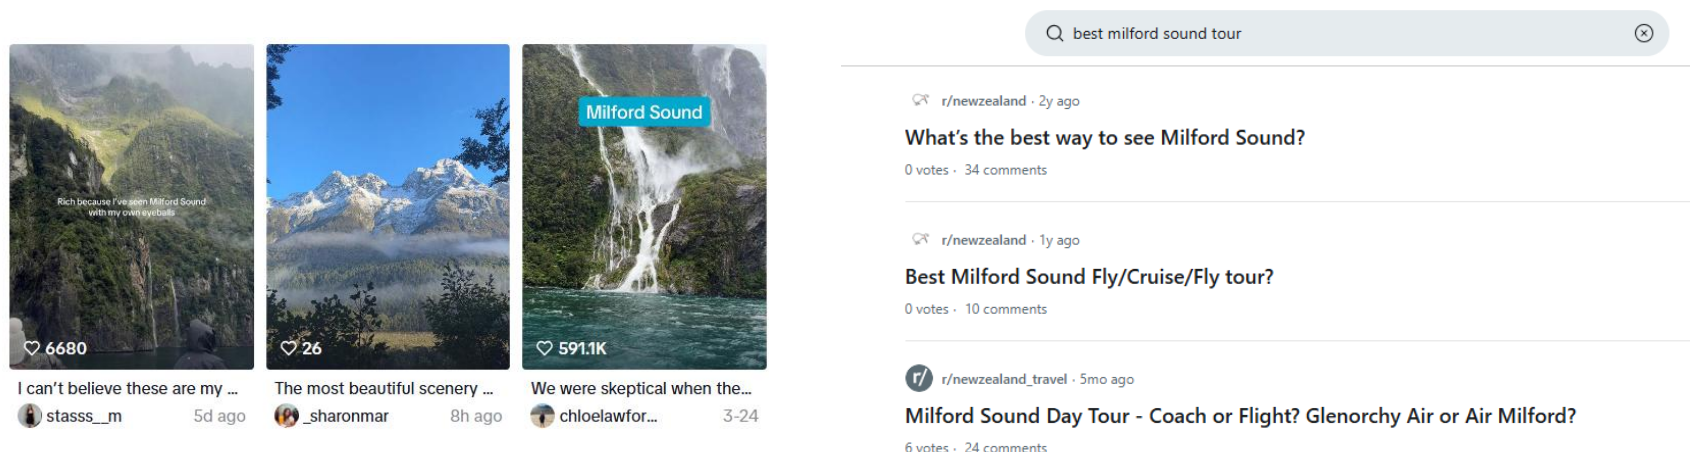 Rich because I've seen Milford Sound
with my own eyeballs
6680
I can't believe these are my ...
stasss__m 5d ago
26
The most beautiful scenery ...
_sharonmar 8h ago
Milford Sound
591.1K
We were skeptical when the...
chloelawfor... 3-24
best milford sound tour
r/newzealand · 2y ago
What's the best way to see Milford Sound?
0 votes · 34 comments
r/newzealand · 1y ago
Best Milford Sound Fly/Cruise/Fly tour?
0 votes · 10 comments
r/
r/newzealand_travel · 5mo ago
Milford Sound Day Tour - Coach or Flight? Glenorchy Air or Air Milford?
6 votes · 24 comments